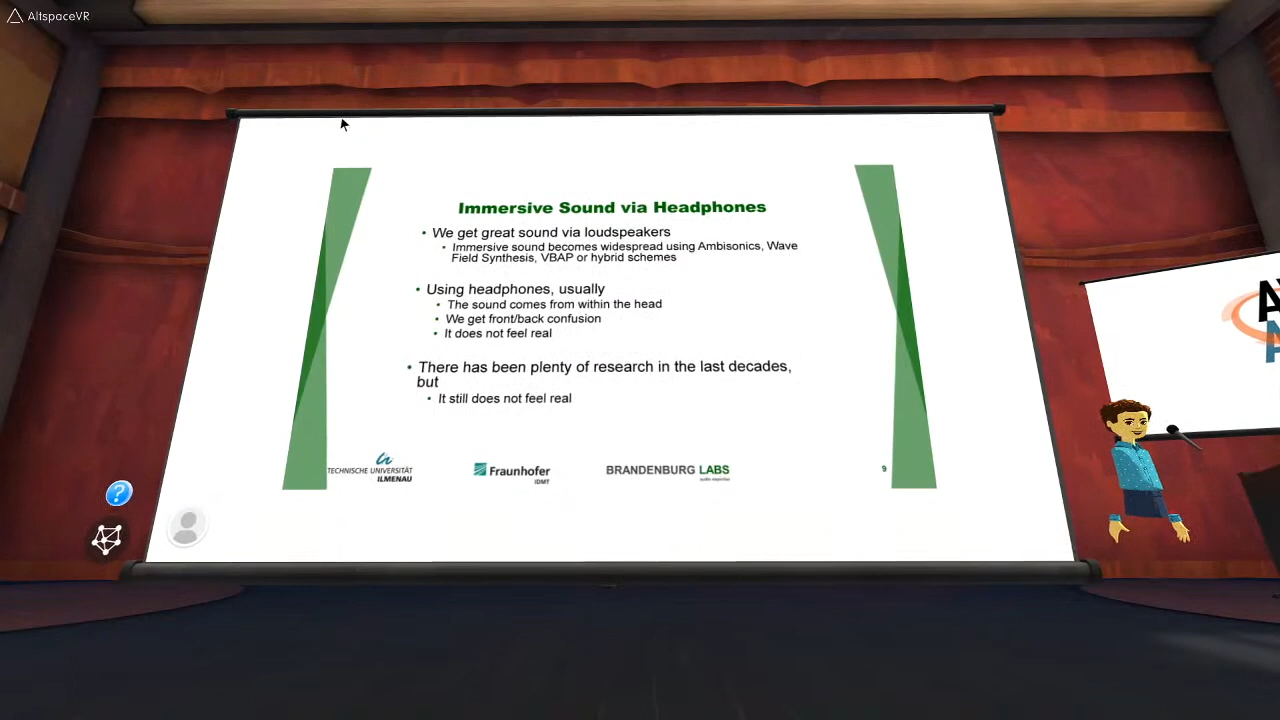 AltspaceVR
Immersive Sound via Headphones
• We get great sound via loudspeakers
• Immersive sound becomes widespread using Ambisonics, Wave
Field Synthesis, VBAP or hybrid schemes
• Using headphones, usually
• The sound comes from within the head
• We get front/back confusion
• It does not feel real
• There has been plenty of research in the last decades,
but
• It still does not feel real
TECHNISCHE UNIVERSITÄT
ILMENAU
Fraunhofer
IDMT
BRANDENBURG LABS
audio expertise
9
?